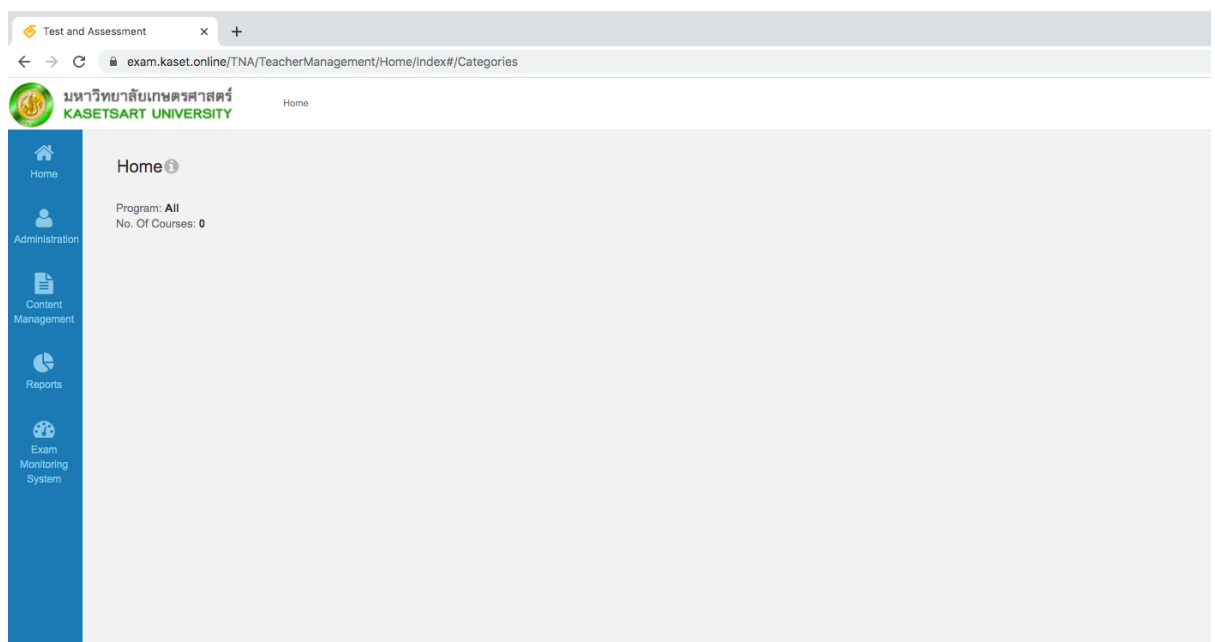 Test and Assessment
exam.kaset.online/TNA/TeacherManagement/Home/Index#/Categories
มหาวิทยาลัยเกษตรศาสตร์
KASETSART UNIVERSITY
Home
Home
Administration
Content
Management
Reports
Exam
Monitoring
System
Home
Program: All
No. Of Courses: 0